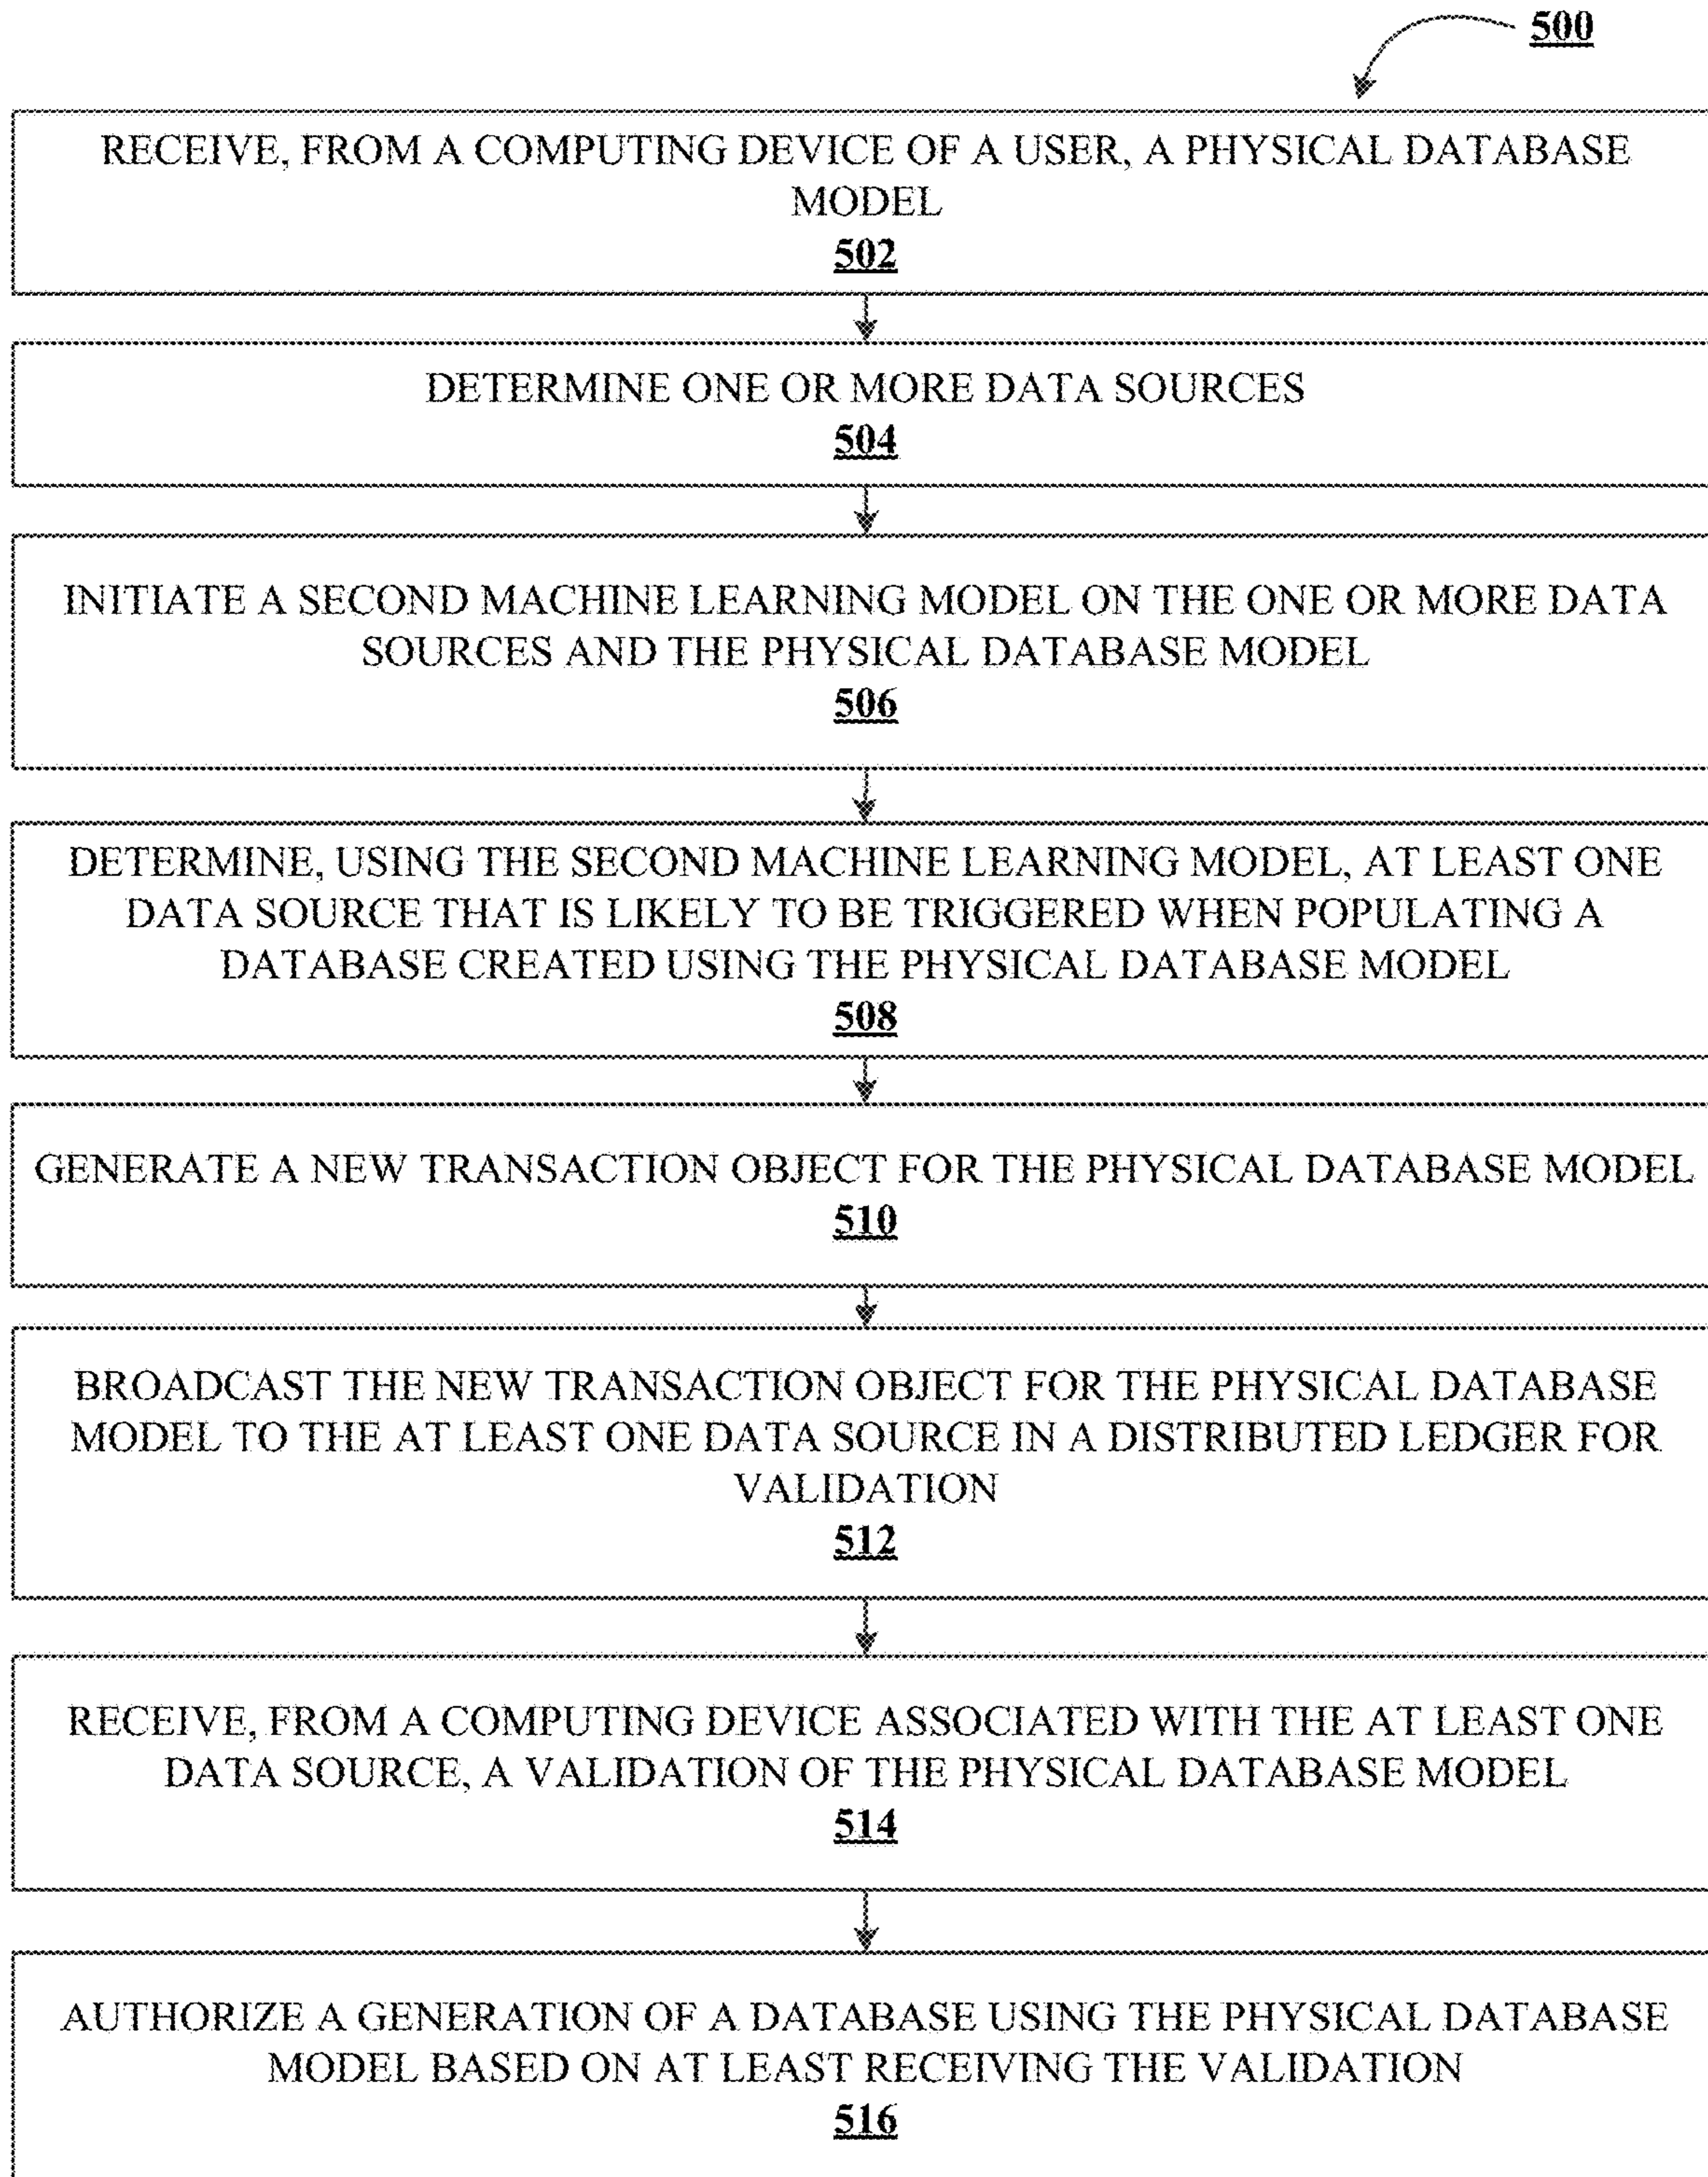 500
RECEIVE, FROM A COMPUTING DEVICE OF A USER, A PHYSICAL DATABASE
MODEL
502
DETERMINE ONE OR MORE DATA SOURCES
504
INITIATE A SECOND MACHINE LEARNING MODEL ON THE ONE OR MORE DATA
SOURCES AND THE PHYSICAL DATABASE MODEL
506
DETERMINE, USING THE SECOND MACHINE LEARNING MODEL, AT LEAST ONE
DATA SOURCE THAT IS LIKELY TO BE TRIGGERED WHEN POPULATING A
DATABASE CREATED USING THE PHYSICAL DATABASE MODEL
508
GENERATE A NEW TRANSACTION OBJECT FOR THE PHYSICAL DATABASE MODEL
510
BROADCAST THE NEW TRANSACTION OBJECT FOR THE PHYSICAL DATABASE
MODEL TO THE AT LEAST ONE DATA SOURCE IN A DISTRIBUTED LEDGER FOR
VALIDATION
512
RECEIVE, FROM A COMPUTING DEVICE ASSOCIATED WITH THE AT LEAST ONE
DATA SOURCE, A VALIDATION OF THE PHYSICAL DATABASE MODEL
514
AUTHORIZE A GENERATION OF A DATABASE USING THE PHYSICAL DATABASE
MODEL BASED ON AT LEAST RECEIVING THE VALIDATION
516